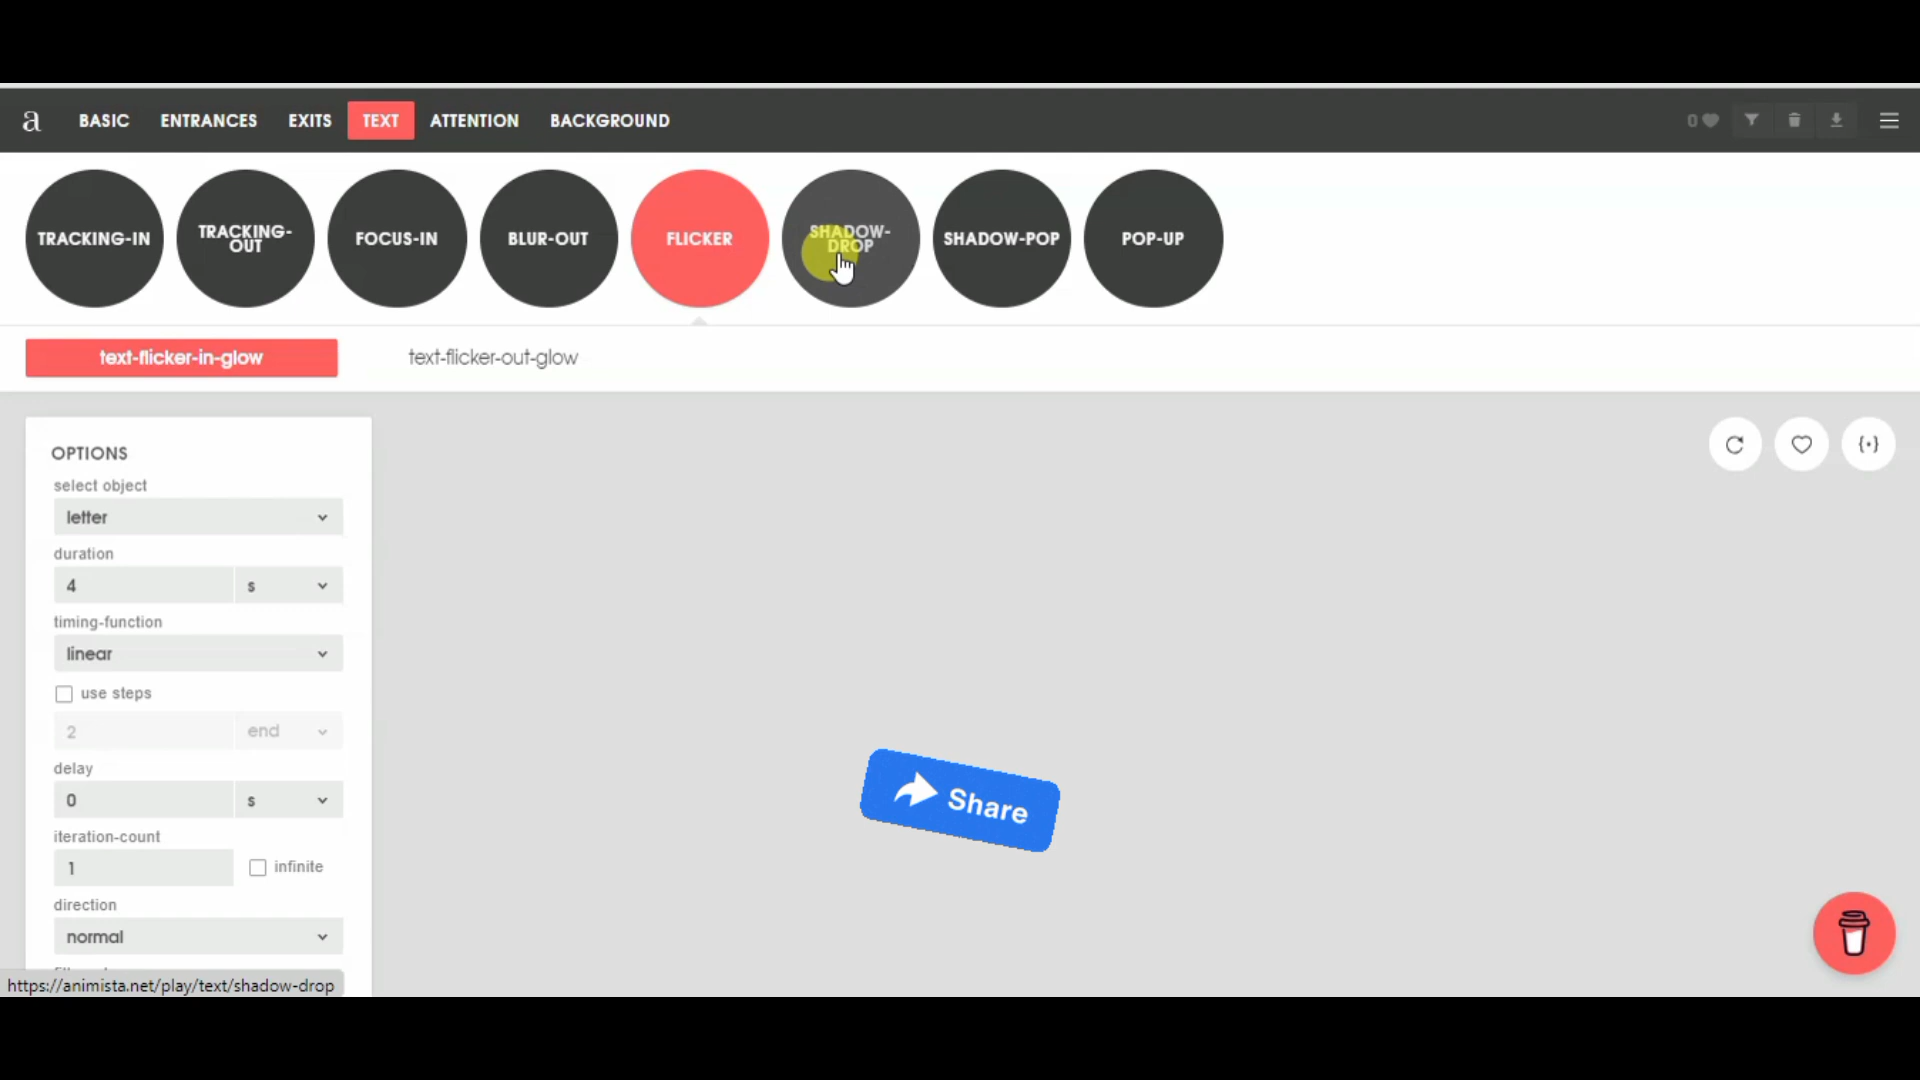 a BASIC ENTRANCES EXITS TEXT ATTENTION BACKGROUND 0
TRACKING-IN TRACKING-OUT FOCUS-IN BLUR-OUT FLICKER SHADOW-DROP SHADOW-POP POP-UP
text-flicker-in-glow text-flicker-out-glow
OPTIONS
select object
letter
duration
4 s
timing-function
linear
use steps
2 end
delay
0 s
iteration-count
1 infinite
direction
normal
https://animista.net/play/text/shadow-drop
{•}
Share